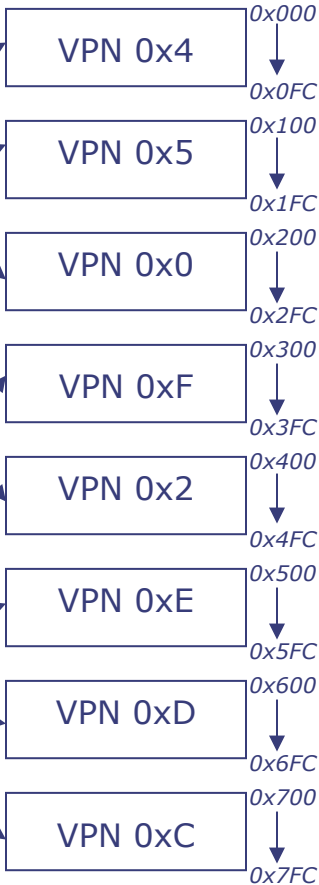 0x000
VPN 0x4
0x0FC
0x100
VPN 0x5
0x1FC
0x200
VPN 0x0
0x2FC
0x300
VPN 0xF
0x3FC
0x400
VPN 0x2
0x4FC
0x500
VPN 0xE
0x5FC
0x600
VPN 0xD
0x6FC
0x700
VPN 0xC
0x7FC